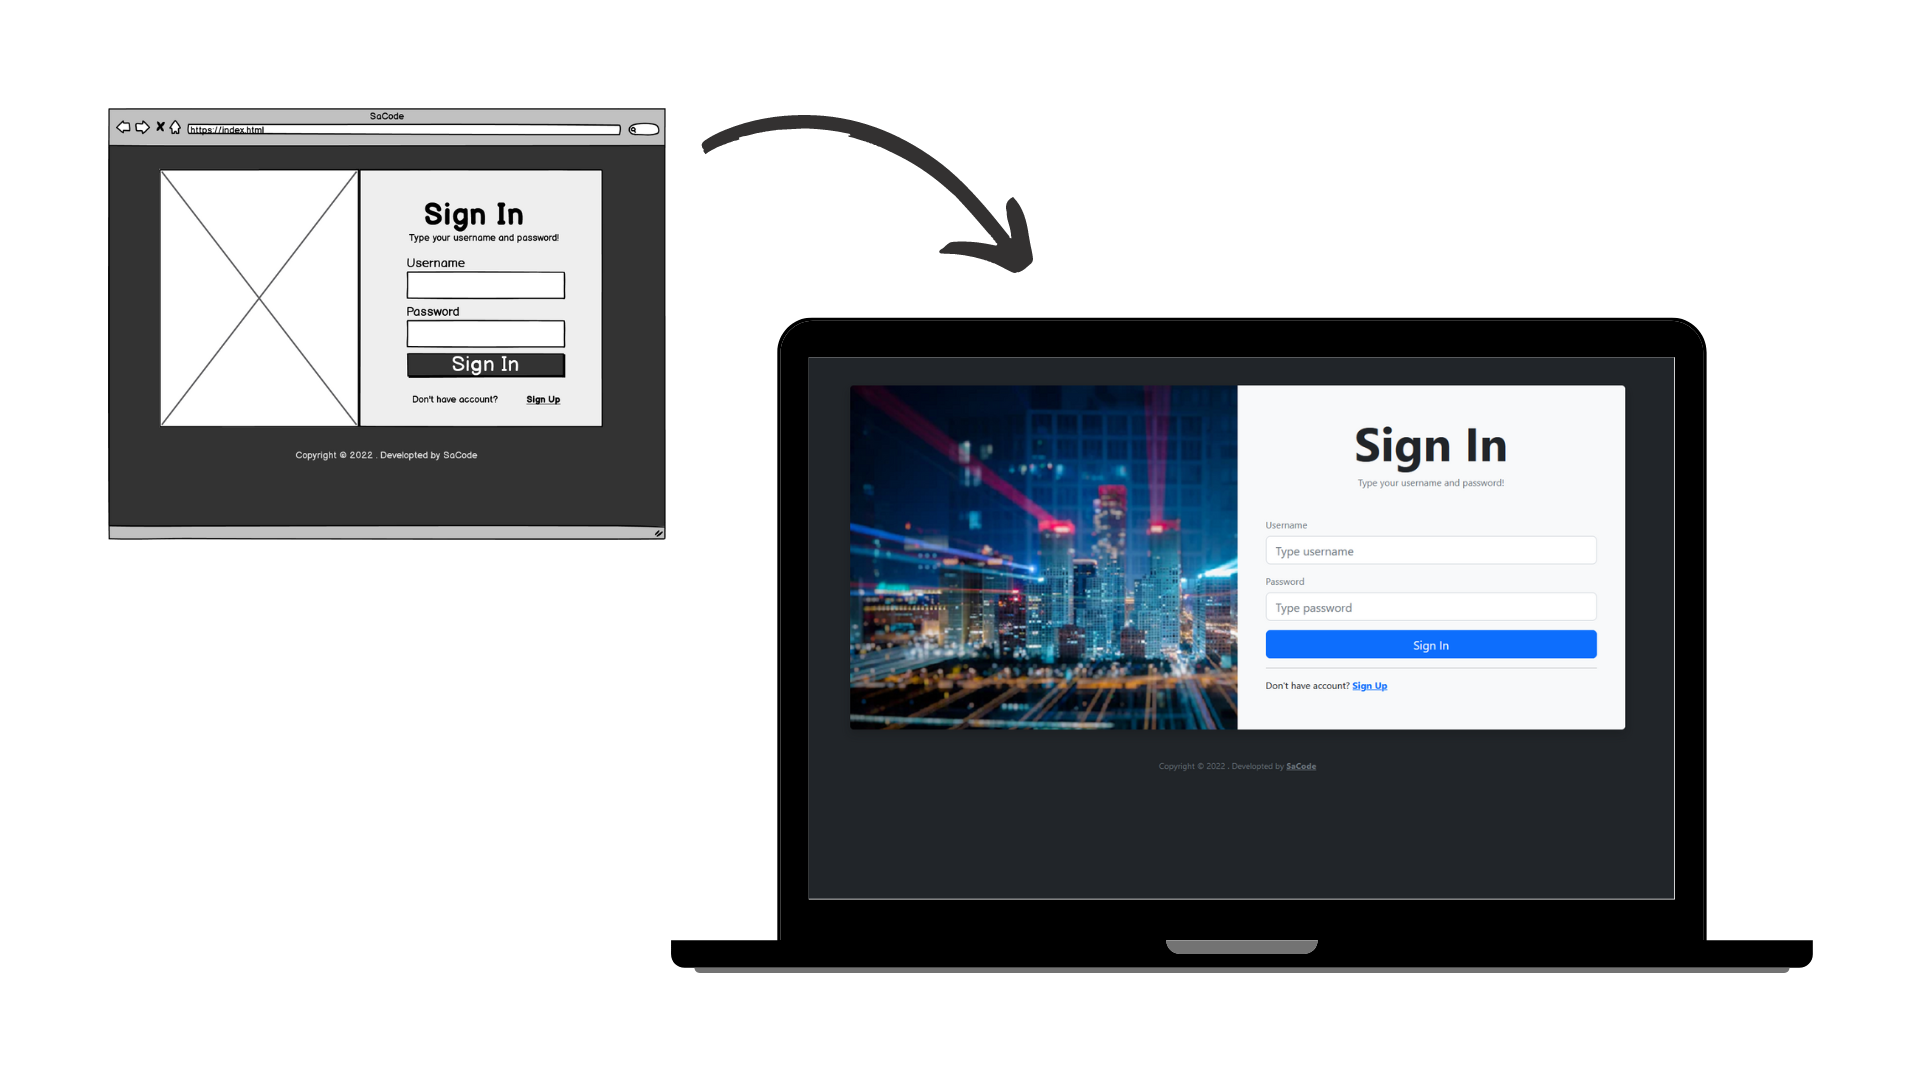 SaCode
https://index.html
Sign In
Type your username and password!
Username
Password
Sign In
Don't have account? Sign Up
Copyright © 2022 . Developted by SaCode
Sign In
Type your username and password!
Username
Type username
Password
Type password
Sign In
Don't have account? Sign Up
Copyright © 2022 . Developted by SaCode